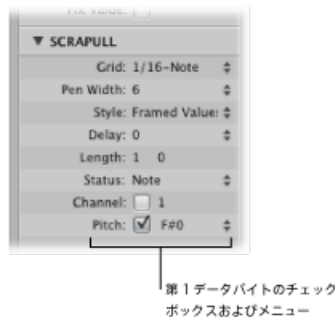 Fix Value:
▼ SCRAPULL
Grid: 1/16-Note
Pen Width: 6
Style: Framed Value:
Delay: 0
Length: 1 0
Status: Note
Channel: 1
Pitch: F#0
第 1 データバイトのチェック
ボックスおよびメニュー